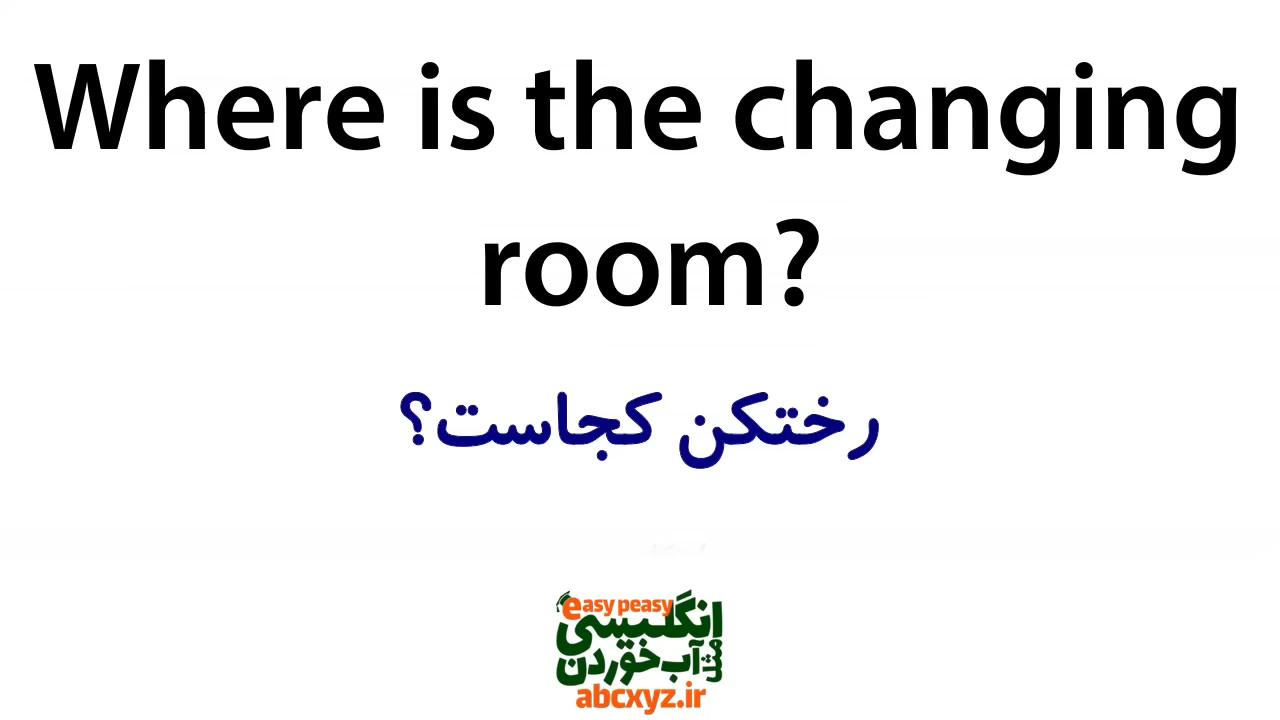 Where is the changing
room?
رختکن کجاست؟
easy peasy
انگلیسی
مثل آب خوردن
abcxyz.ir